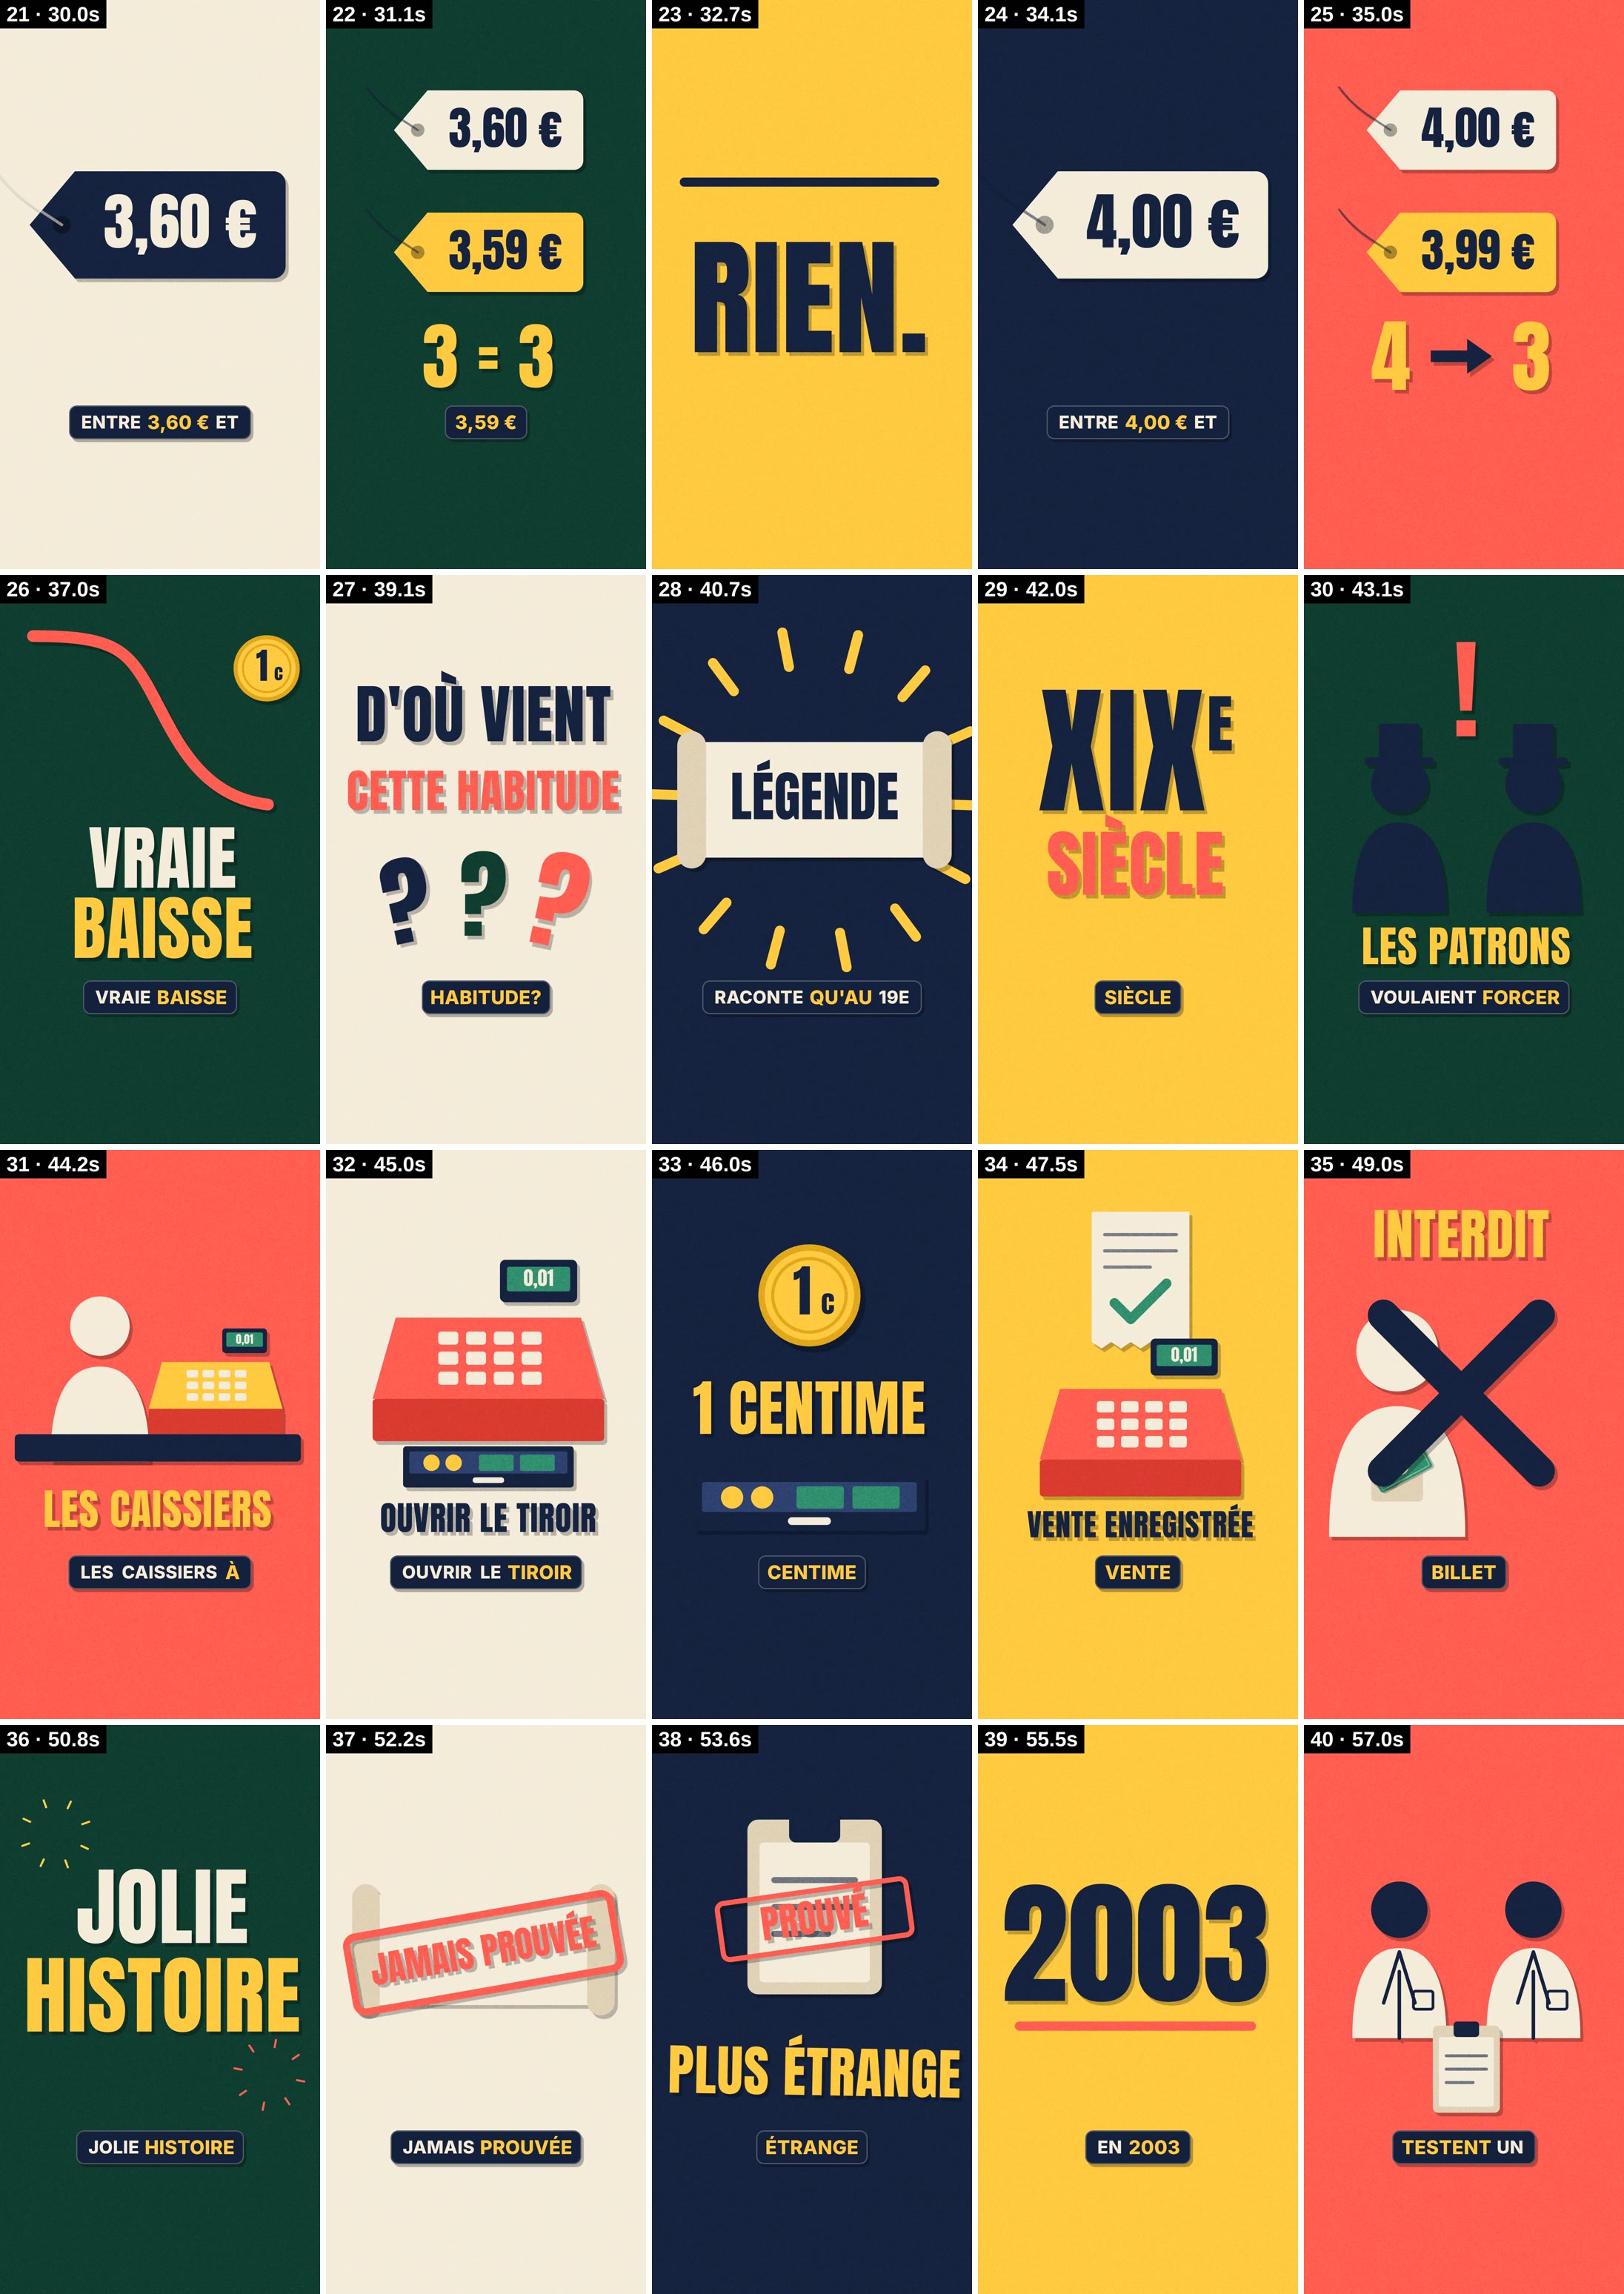 21 · 30.0s
3,60 €
ENTRE 3,60 € ET
22 · 31.1s
3,60 €
3,59 €
3 = 3
3,59 €
23 · 32.7s
RIEN.
24 · 34.1s
4,00 €
ENTRE 4,00 € ET
25 · 35.0s
4,00 €
3,99 €
4 → 3
26 · 37.0s
1 c
VRAIE
BAISSE
VRAIE BAISSE
27 · 39.1s
D'OÙ VIENT
CETTE HABITUDE
? ? ?
HABITUDE?
28 · 40.7s
LÉGENDE
RACONTE QU'AU 19E
29 · 42.0s
XIXE
SIÈCLE
SIÈCLE
30 · 43.1s
!
LES PATRONS
VOULAIENT FORCER
31 · 44.2s
0,01
LES CAISSIERS
LES CAISSIERS À
32 · 45.0s
0,01
OUVRIR LE TIROIR
OUVRIR LE TIROIR
33 · 46.0s
1 c
1 CENTIME
CENTIME
34 · 47.5s
0,01
VENTE ENREGISTRÉE
VENTE
35 · 49.0s
INTERDIT
BILLET
36 · 50.8s
JOLIE
HISTOIRE
JOLIE HISTOIRE
37 · 52.2s
JAMAIS PROUVÉE
JAMAIS PROUVÉE
38 · 53.6s
PROUVÉ
PLUS ÉTRANGE
ÉTRANGE
39 · 55.5s
2003
EN 2003
40 · 57.0s
TESTENT UN